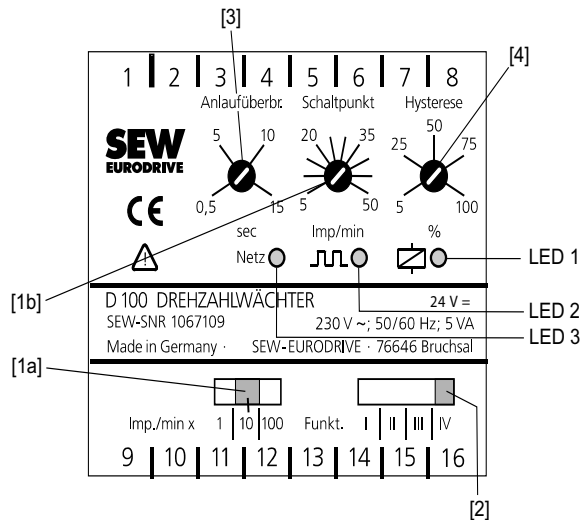 [3]
[4]
1 2 3 4 5 6 7 8
Anlaufüberbr. Schaltpunkt Hysterese
5 10 20 35 25 50 75
SEW
EURODRIVE
0,5 15 5 50 5 100
CE
sec Imp/min %
Netz
LED 1
LED 2
LED 3
[1b]
D 100 DREHZAHLWÄCHTER 24 V =
SEW-SNR 1067109 230 V ~; 50/60 Hz; 5 VA
Made in Germany · SEW-EURODRIVE · 76646 Bruchsal
[1a]
Imp./min x 1 10 100 Funkt. I II III IV
9 10 11 12 13 14 15 16
[2]